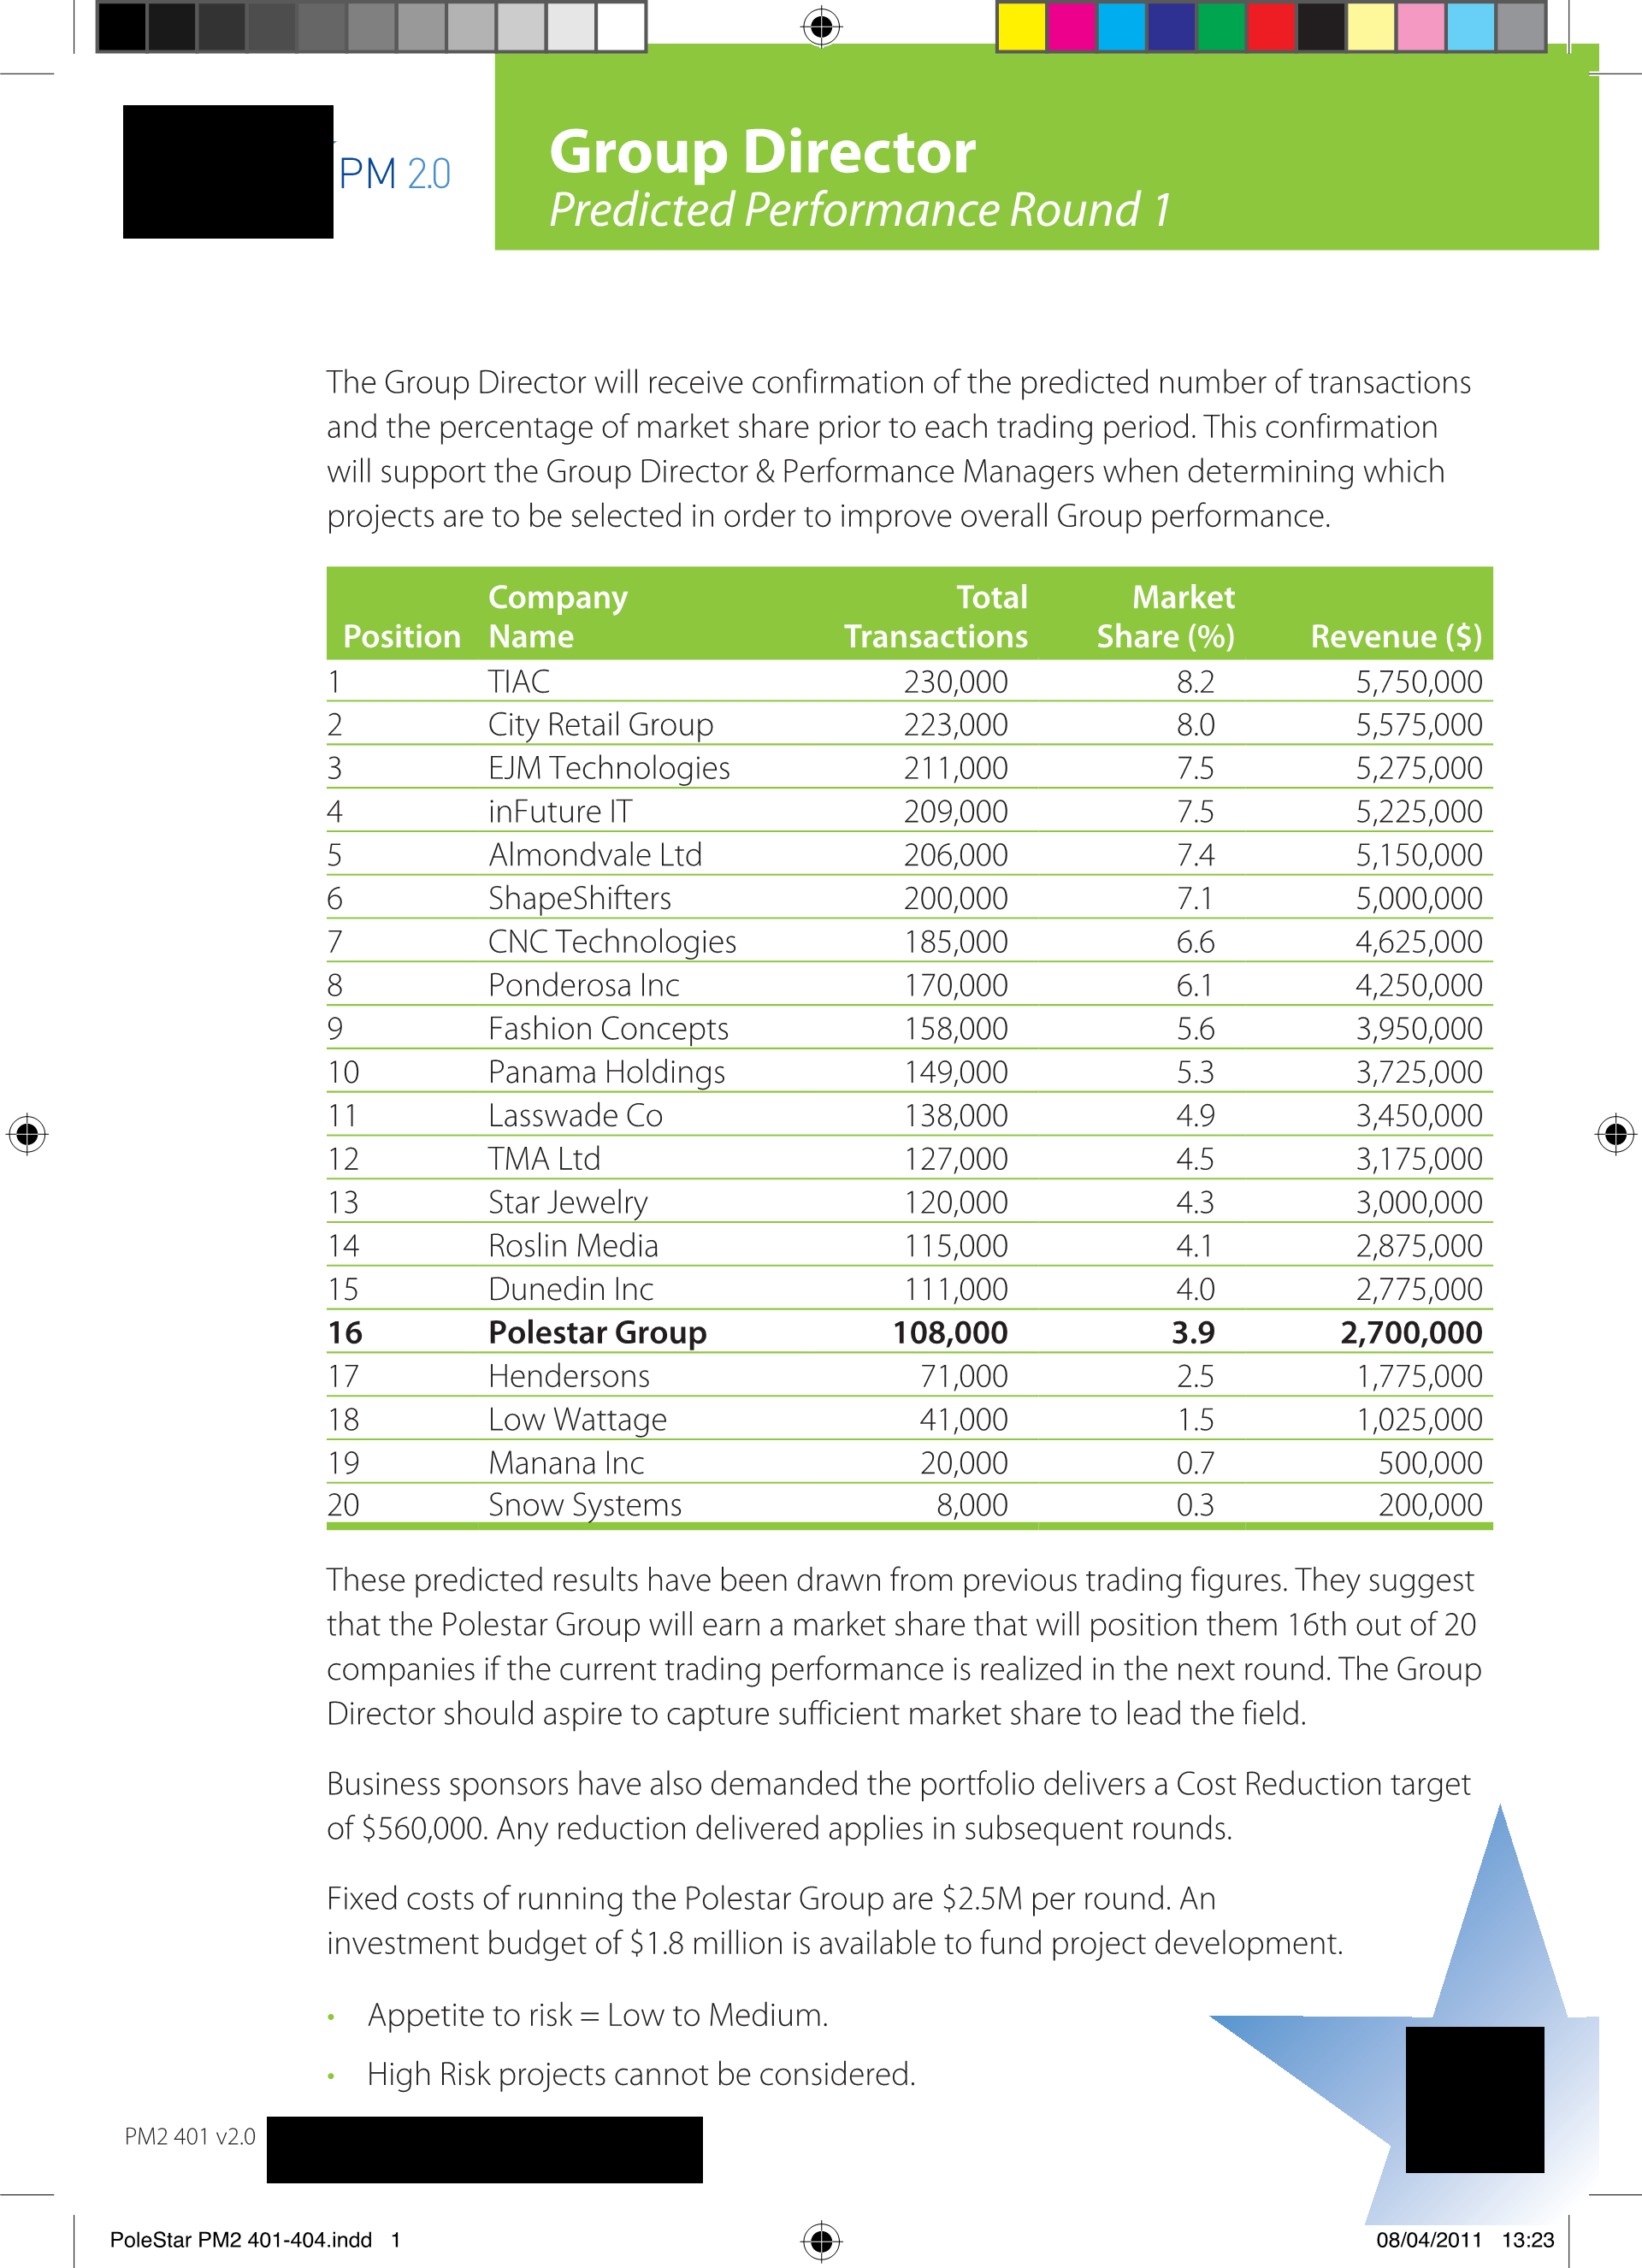 PM 2.0
Group Director
Predicted Performance Round 1
The Group Director will receive confirmation of the predicted number of transactions
and the percentage of market share prior to each trading period. This confirmation
will support the Group Director & Performance Managers when determining which
projects are to be selected in order to improve overall Group performance.
Position Company Name Total Transactions Market Share (%) Revenue ($)
1 TIAC 230,000 8.2 5,750,000
2 City Retail Group 223,000 8.0 5,575,000
3 EJM Technologies 211,000 7.5 5,275,000
4 inFuture IT 209,000 7.5 5,225,000
5 Almondvale Ltd 206,000 7.4 5,150,000
6 ShapeShifters 200,000 7.1 5,000,000
7 CNC Technologies 185,000 6.6 4,625,000
8 Ponderosa Inc 170,000 6.1 4,250,000
9 Fashion Concepts 158,000 5.6 3,950,000
10 Panama Holdings 149,000 5.3 3,725,000
11 Lasswade Co 138,000 4.9 3,450,000
12 TMA Ltd 127,000 4.5 3,175,000
13 Star Jewelry 120,000 4.3 3,000,000
14 Roslin Media 115,000 4.1 2,875,000
15 Dunedin Inc 111,000 4.0 2,775,000
16 Polestar Group 108,000 3.9 2,700,000
17 Hendersons 71,000 2.5 1,775,000
18 Low Wattage 41,000 1.5 1,025,000
19 Manana Inc 20,000 0.7 500,000
20 Snow Systems 8,000 0.3 200,000
These predicted results have been drawn from previous trading figures. They suggest
that the Polestar Group will earn a market share that will position them 16th out of 20
companies if the current trading performance is realized in the next round. The Group
Director should aspire to capture sufficient market share to lead the field.
Business sponsors have also demanded the portfolio delivers a Cost Reduction target
of $560,000. Any reduction delivered applies in subsequent rounds.
Fixed costs of running the Polestar Group are $2.5M per round. An
investment budget of $1.8 million is available to fund project development.
• Appetite to risk = Low to Medium.
• High Risk projects cannot be considered.
PM2 401 v2.0
PoleStar PM2 401-404.indd 1
08/04/2011 13:23